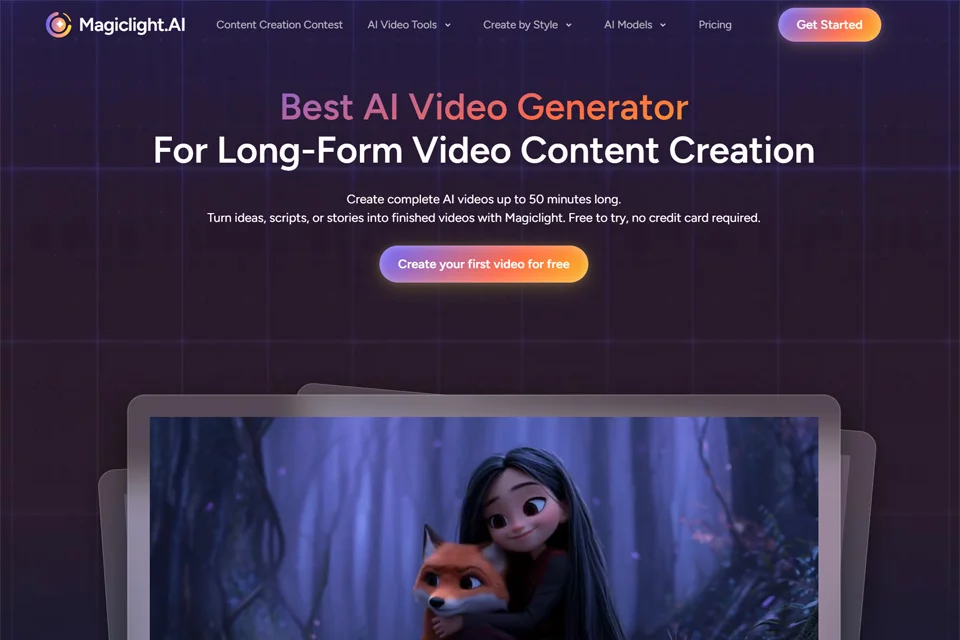 Magiclight.AI
Content Creation Contest
AI Video Tools
Create by Style
AI Models
Pricing
Get Started
Best AI Video Generator
For Long-Form Video Content Creation
Create complete AI videos up to 50 minutes long.
Turn ideas, scripts, or stories into finished videos with Magiclight. Free to try, no credit card required.
Create your first video for free